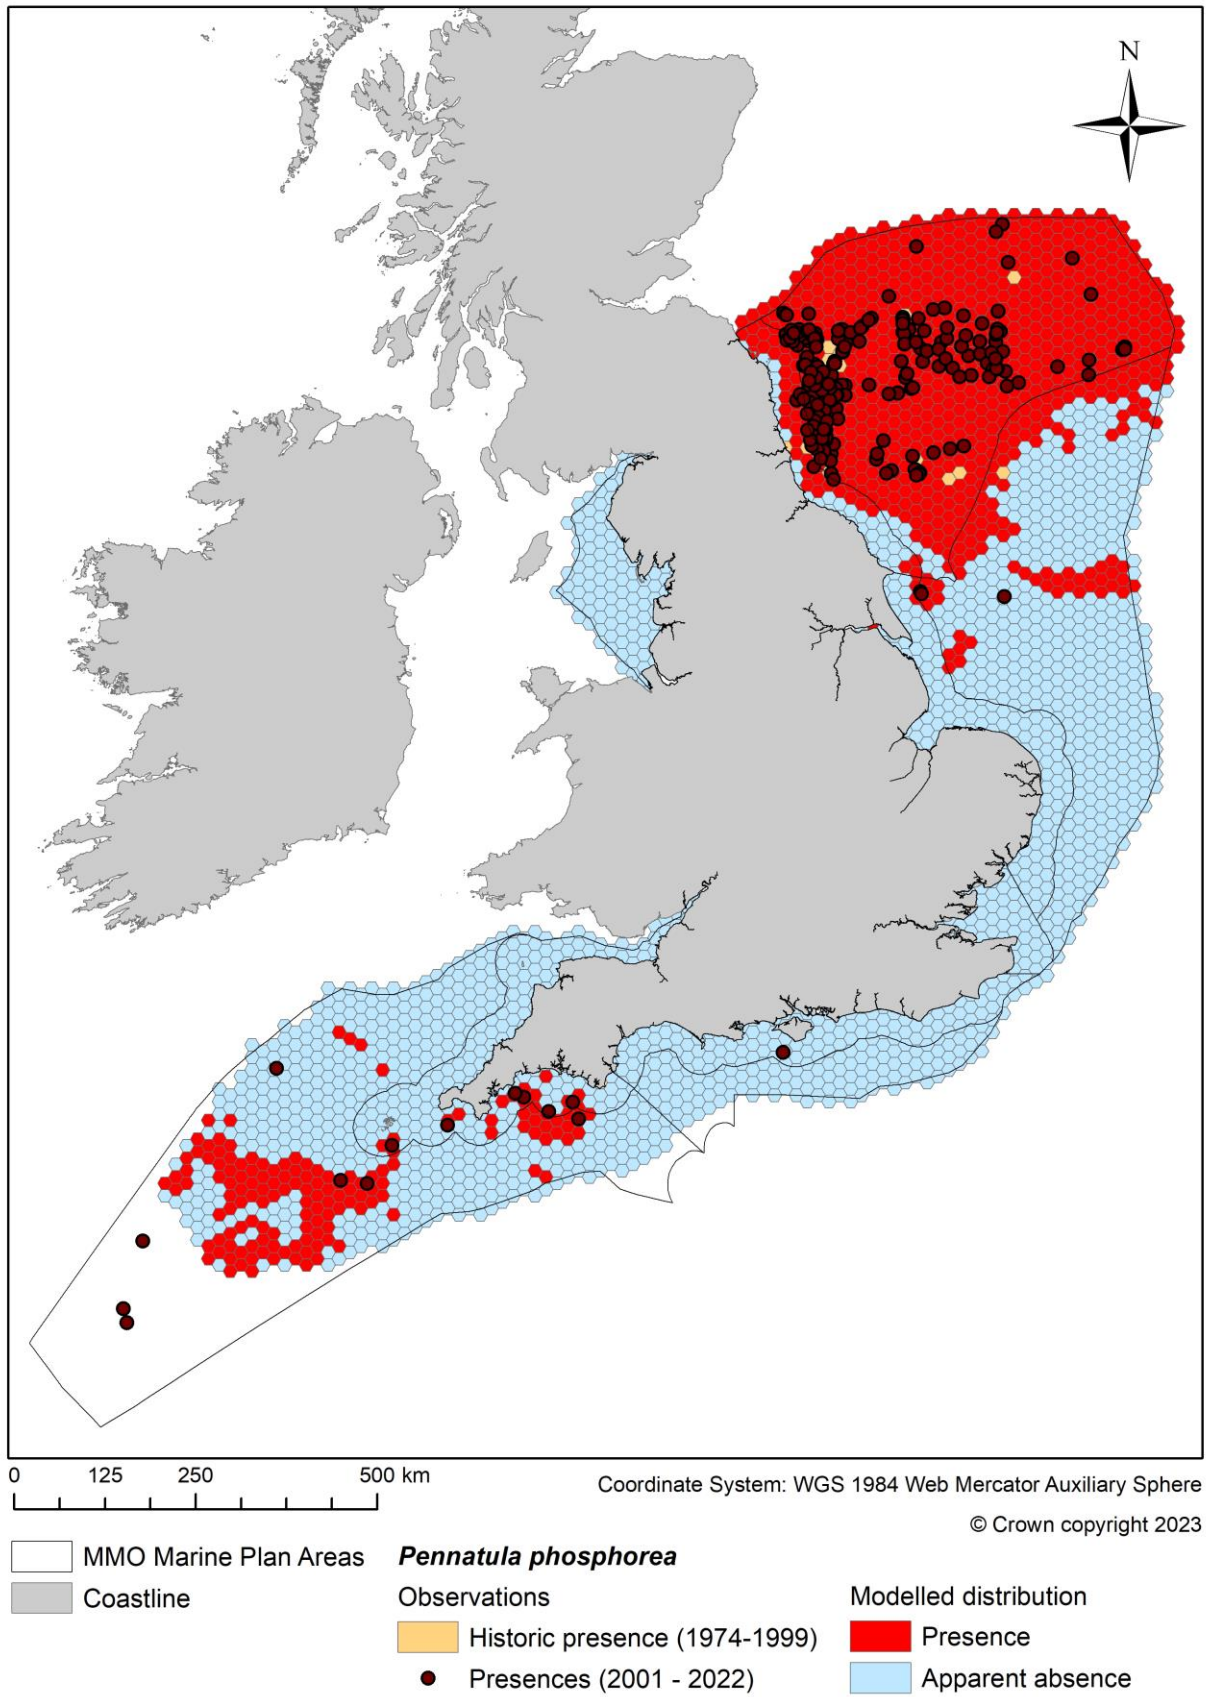 N
0 125 250 500 km
Coordinate System: WGS 1984 Web Mercator Auxiliary Sphere
© Crown copyright 2023
MMO Marine Plan Areas
Coastline
Pennatula phosphorea
Observations
Historic presence (1974-1999)
Presences (2001 - 2022)
Modelled distribution
Presence
Apparent absence